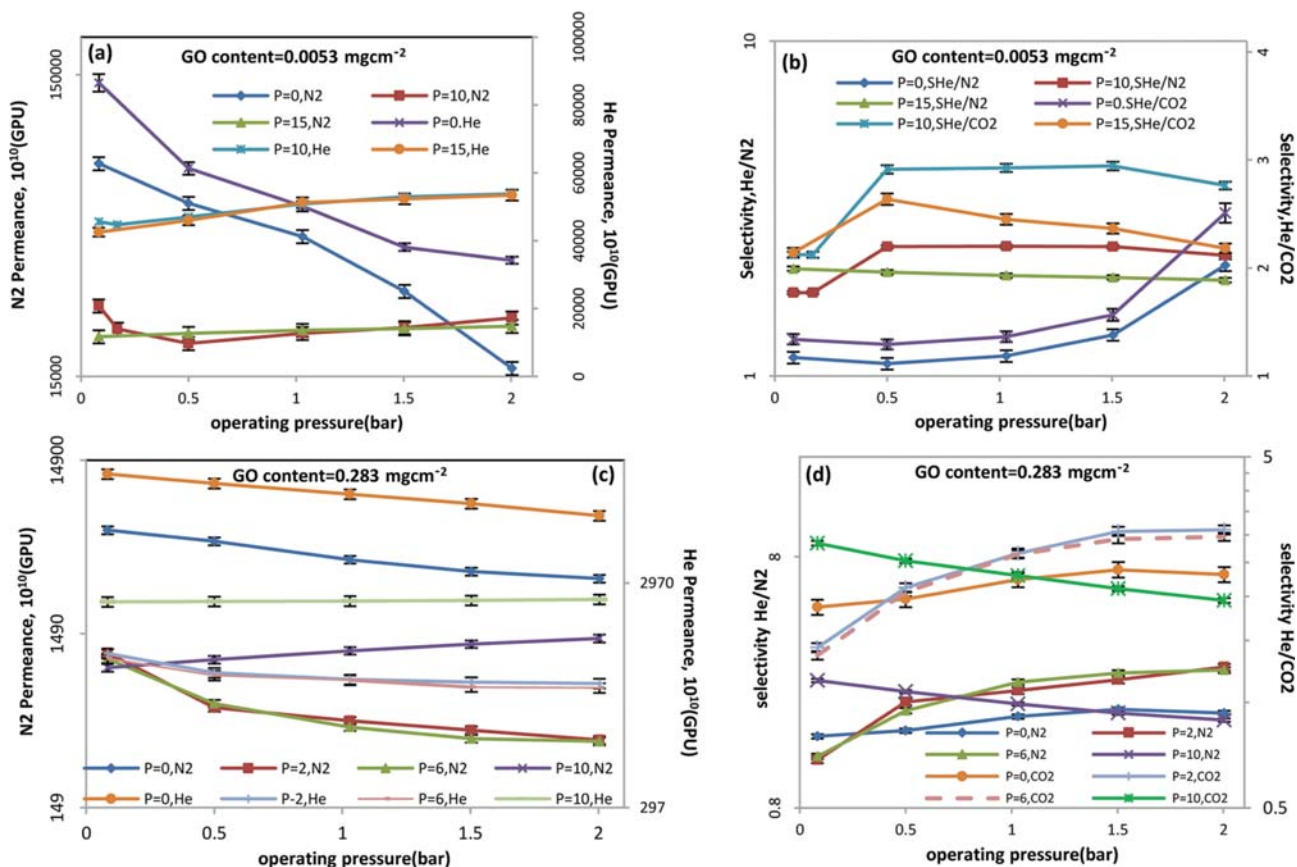 (a)
GO content=0.0053 mgcm-2
P=0,N2
P=10,N2
P=15,N2
P=0.He
P=10,He
P=15,He
N2 Permeance, 10^10(GPU)
150000
15000
He Permeance, 10^10(GPU)
100000
80000
60000
40000
20000
0
0 0.5 1 1.5 2
operating pressure(bar)
(b)
GO content=0.0053 mgcm-2
P=0,SHe/N2
P=10,SHe/N2
P=15,SHe/N2
P=0.SHe/CO2
P=10,SHe/CO2
P=15,SHe/CO2
Selectivity,He/N2
10
1
Selectivity,He/CO2
4
3
2
1
0 0.5 1 1.5 2
operating pressure(bar)
GO content=0.283 mgcm-2
(c)
N2 Permeance, 10^10(GPU)
14900
1490
149
He Permeance, 10^10(GPU)
2970
297
P=0,N2
P=2,N2
P=6,N2
P=10,N2
P=0,He
P-2,He
P=6,He
P=10,He
0 0.5 1 1.5 2
operating pressure(bar)
GO content=0.283 mgcm-2
(d)
selectivity He/N2
8
0.8
selectivity He/CO2
5
0.5
P=0,N2
P=2,N2
P=6,N2
P=10,N2
P=0,CO2
P=2,CO2
P=6,CO2
P=10,CO2
0 0.5 1 1.5 2
operating pressure(bar)